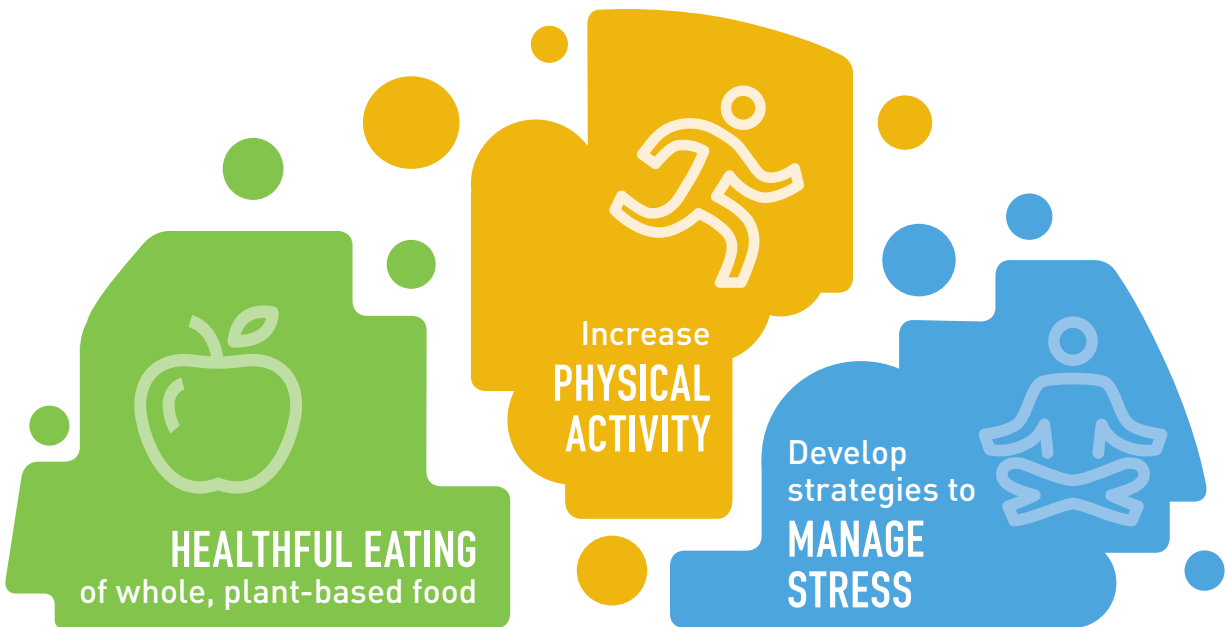 HEALTHFUL EATING
of whole, plant-based food
Increase
PHYSICAL
ACTIVITY
Develop
strategies to
MANAGE
STRESS